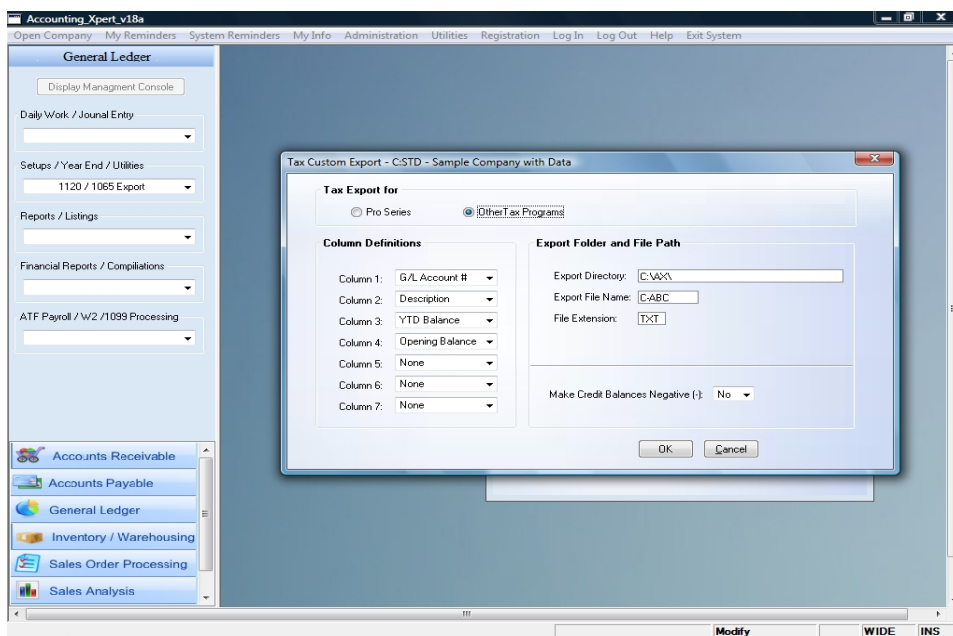 Accounting_Xpert_v18a
Open Company My Reminders System Reminders My Info Administration Utilities Registration Log In Log Out Help Exit System
General Ledger
Display Managment Console
Daily Work / Jounal Entry
Setups / Year End / Utilities
1120 / 1065 Export
Reports / Listings
Financial Reports / Compiliations
ATF Payroll / W2 /1099 Processing
Accounts Receivable
Accounts Payable
General Ledger
Inventory / Warehousing
Sales Order Processing
Sales Analysis
Tax Custom Export - C:STD - Sample Company with Data
Tax Export for
Pro Series OtherTax Programs
Column Definitions
Column 1: G/L Account #
Column 2: Description
Column 3: YTD Balance
Column 4: Opening Balance
Column 5: None
Column 6: None
Column 7: None
Export Folder and File Path
Export Directory: C:\AX\
Export File Name: C-ABC
File Extension: TXT
Make Credit Balances Negative (-): No
OK Cancel
Modify WIDE INS